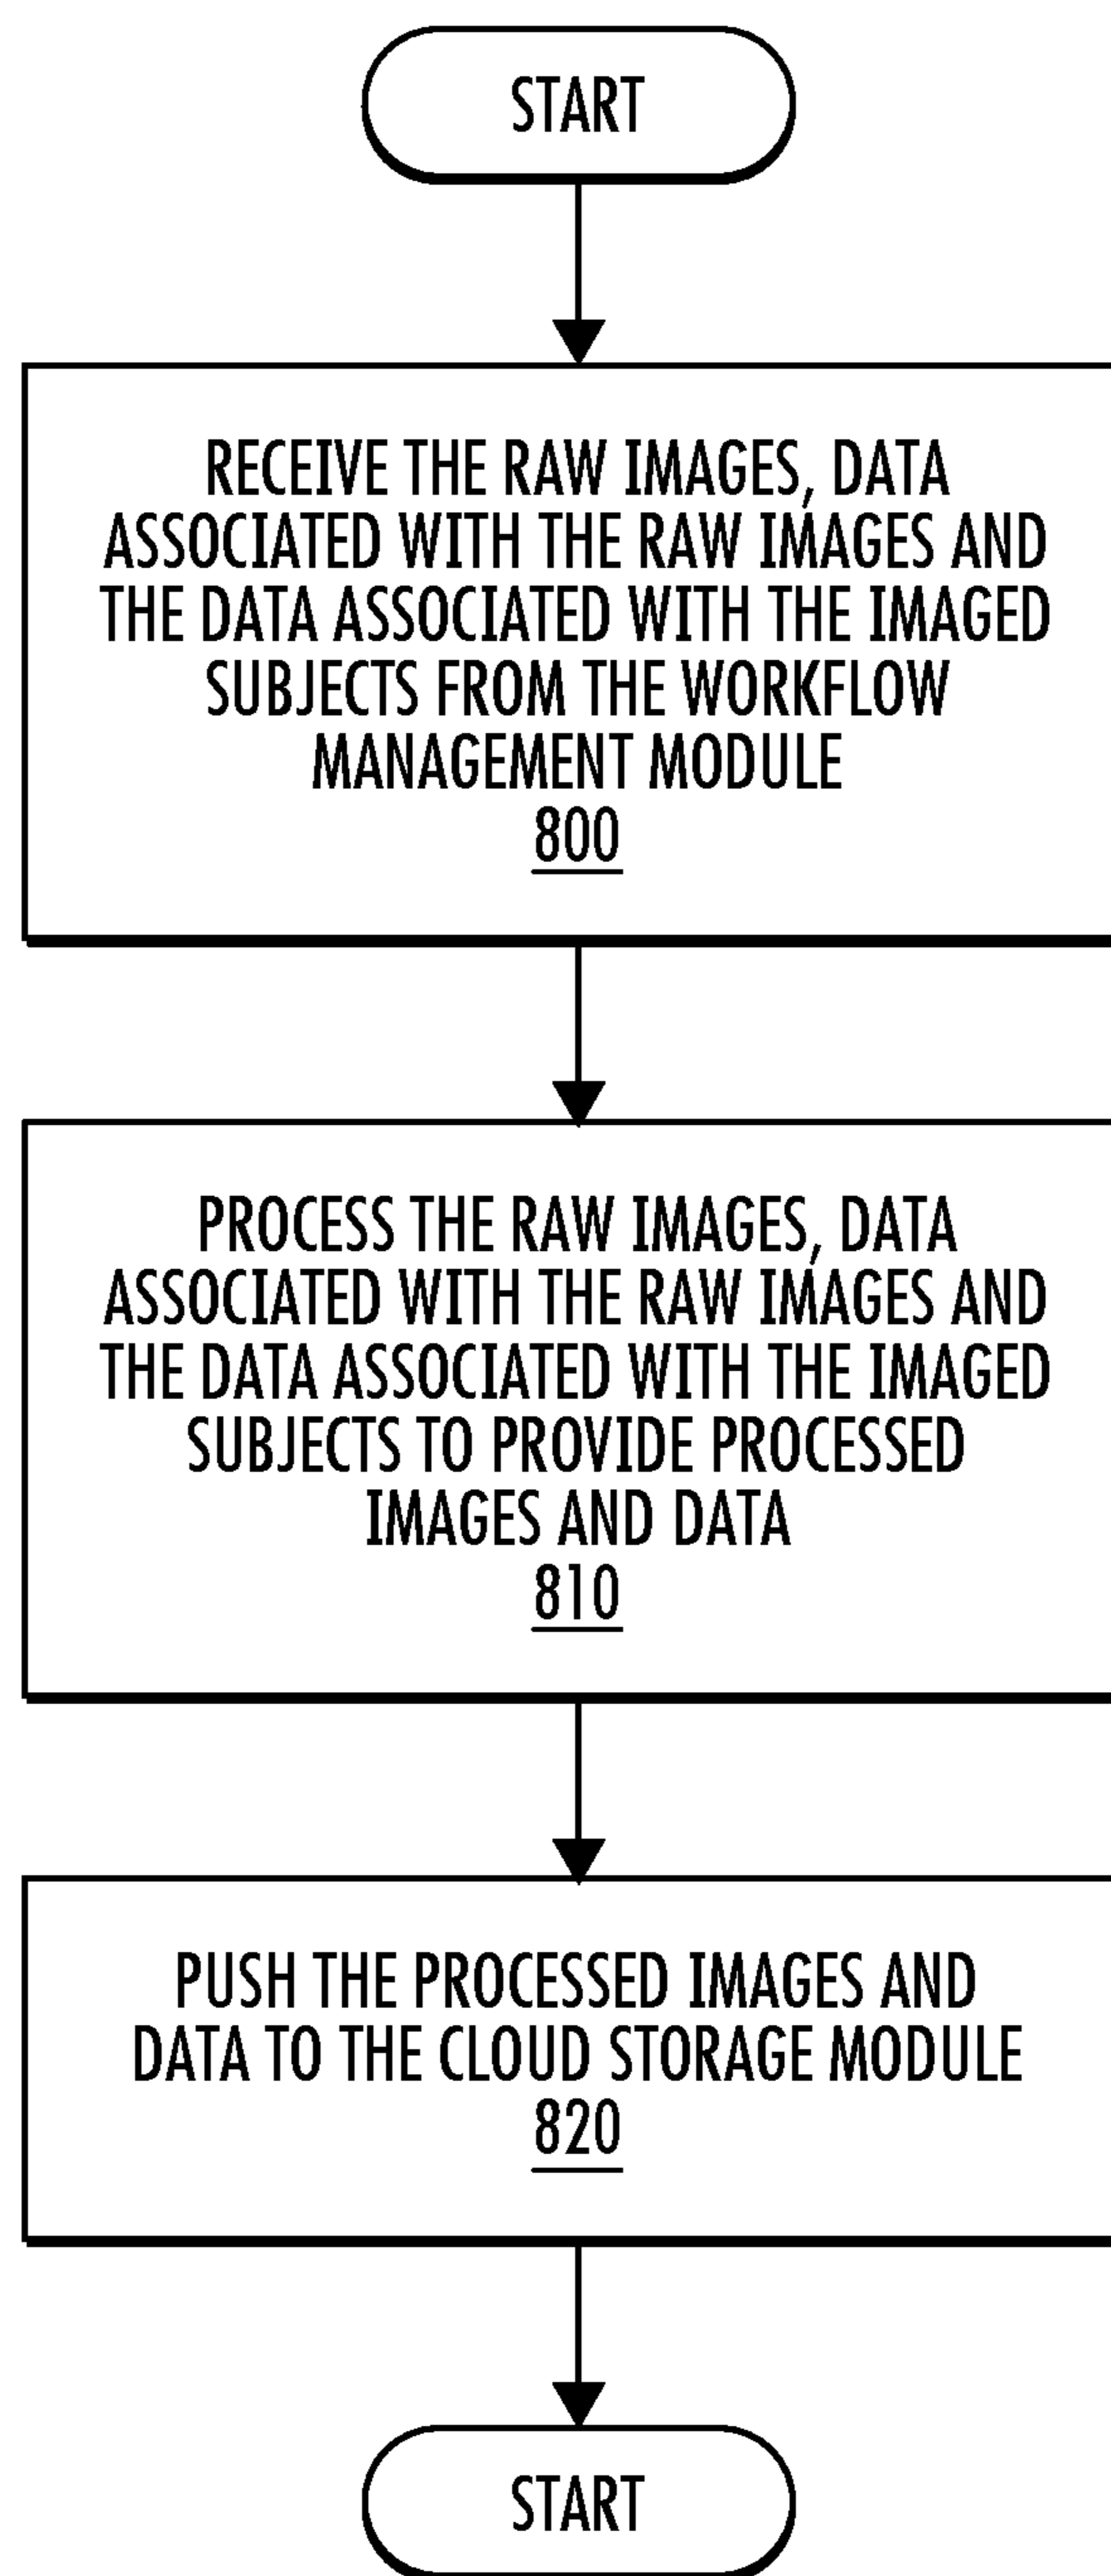 START
RECEIVE THE RAW IMAGES, DATA
ASSOCIATED WITH THE RAW IMAGES AND
THE DATA ASSOCIATED WITH THE IMAGED
SUBJECTS FROM THE WORKFLOW
MANAGEMENT MODULE
800
PROCESS THE RAW IMAGES, DATA
ASSOCIATED WITH THE RAW IMAGES AND
THE DATA ASSOCIATED WITH THE IMAGED
SUBJECTS TO PROVIDE PROCESSED
IMAGES AND DATA
810
PUSH THE PROCESSED IMAGES AND
DATA TO THE CLOUD STORAGE MODULE
820
START